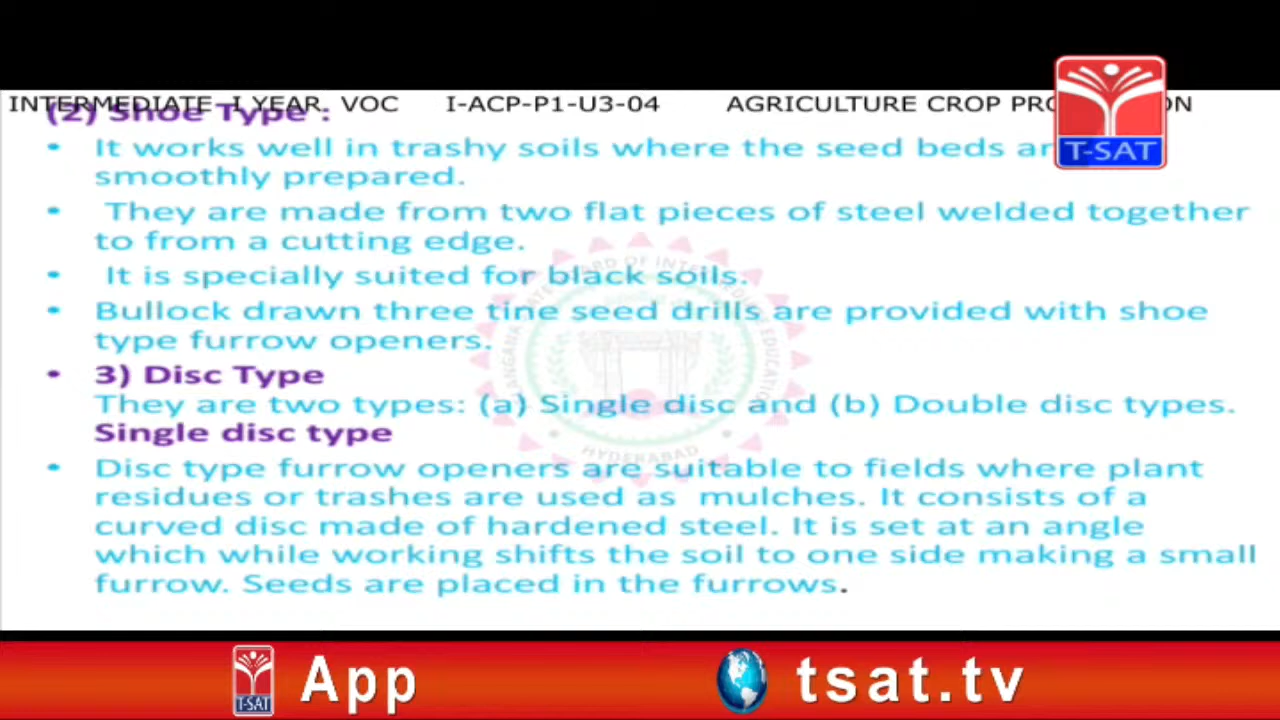 INTERMEDIATE I YEAR VOC I-ACP-P1-U3-04 AGRICULTURE CROP
T-SAT
(2) Shoe Type :
• It works well in trashy soils where the seed beds
smoothly prepared.
• They are made from two flat pieces of steel welded together
to from a cutting edge.
• It is specially suited for black soils.
• Bullock drawn three tine seed drills are provided with shoe
type furrow openers.
• 3) Disc Type
They are two types: (a) Single disc and (b) Double disc types.
Single disc type
• Disc type furrow openers are suitable to fields where plant
residues or trashes are used as mulches. It consists of a
curved disc made of hardened steel. It is set at an angle
which while working shifts the soil to one side making a small
furrow. Seeds are placed in the furrows.
HYDERABAD
T-SAT App tsat.tv